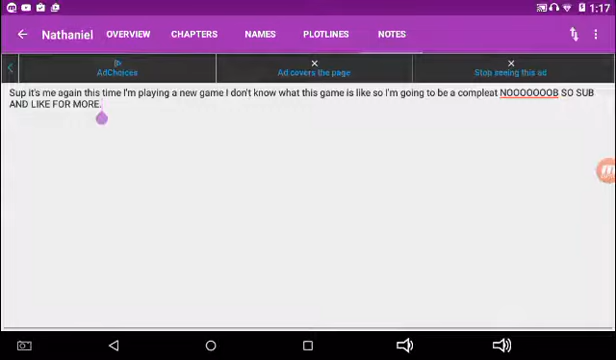 1:17
Nathaniel OVERVIEW CHAPTERS NAMES PLOTLINES NOTES
AdChoices Ad covers the page Stop seeing this ad
Sup it's me again this time I'm playing a new game I don't know what this game is like so I'm going to be a compleat NOOOOOOOB SO SUB
AND LIKE FOR MORE.